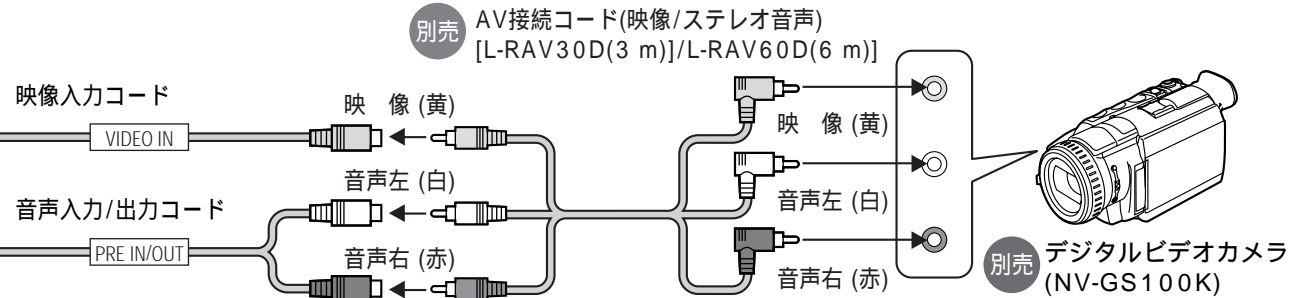 別売 AV接続コード(映像/ステレオ音声)
[L-RAV30D(3 m)]/L-RAV60D(6 m)]
映像入力コード
VIDEO IN
映 像 (黄)
映 像 (黄)
音声左 (白)
音声左 (白)
音声入力/出力コード
PRE IN/OUT
音声右 (赤)
音声右 (赤)
別売 デジタルビデオカメラ
(NV-GS100K)